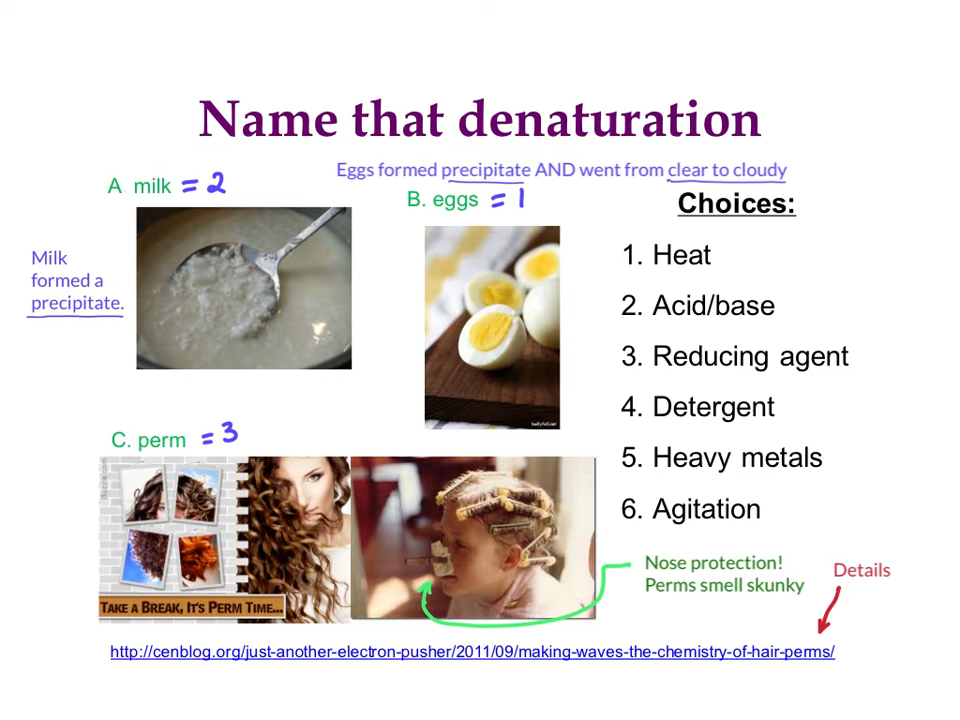 Name that denaturation
Eggs formed precipitate AND went from clear to cloudy
A milk = 2
B. eggs = 1
Choices:
Milk
formed a
precipitate.
1. Heat
2. Acid/base
3. Reducing agent
4. Detergent
5. Heavy metals
6. Agitation
bellyfull.net
C. perm = 3
TAKE A BREAK, IT'S PERM TIME...
Nose protection!
Perms smell skunky
Details
http://cenblog.org/just-another-electron-pusher/2011/09/making-waves-the-chemistry-of-hair-perms/